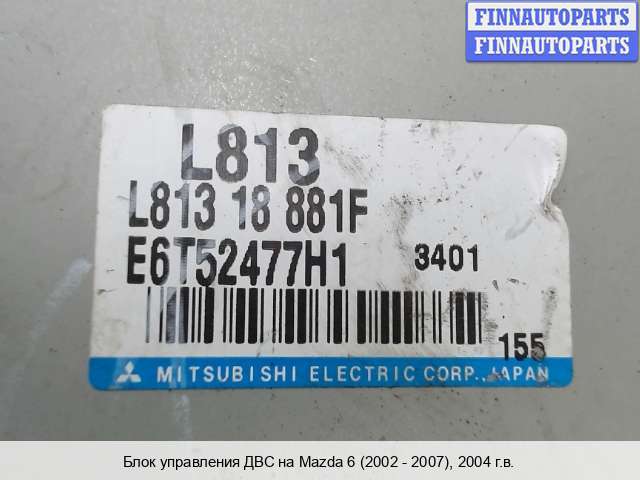 FINNAUTOPARTS
FINNAUTOPARTS
L813
L813 18 881F
E6T52477H1 3401
155
MITSUBISHI ELECTRIC CORP., JAPAN
Блок управления ДВС на Mazda 6 (2002 - 2007), 2004 г.в.